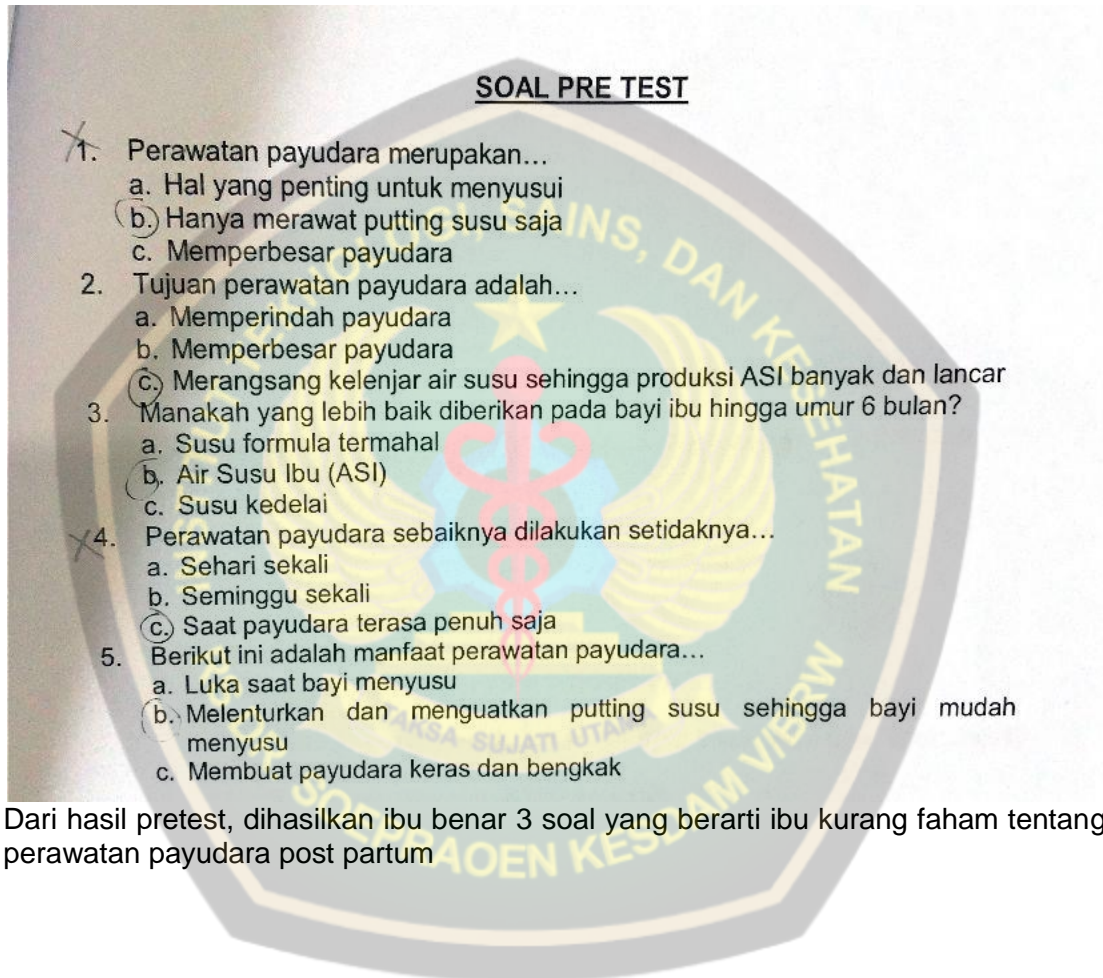 SOAL PRE TEST
1. Perawatan payudara merupakan...
a. Hal yang penting untuk menyusui
b. Hanya merawat putting susu saja
c. Memperbesar payudara
2. Tujuan perawatan payudara adalah...
a. Memperindah payudara
b. Memperbesar payudara
c. Merangsang kelenjar air susu sehingga produksi ASI banyak dan lancar
3. Manakah yang lebih baik diberikan pada bayi ibu hingga umur 6 bulan?
a. Susu formula termahal
b. Air Susu Ibu (ASI)
c. Susu kedelai
4. Perawatan payudara sebaiknya dilakukan setidaknya...
a. Sehari sekali
b. Seminggu sekali
c. Saat payudara terasa penuh saja
5. Berikut ini adalah manfaat perawatan payudara...
a. Luka saat bayi menyusu
b. Melenturkan dan menguatkan putting susu sehingga bayi mudah
menyusu
c. Membuat payudara keras dan bengkak
Dari hasil pretest, dihasilkan ibu benar 3 soal yang berarti ibu kurang faham tentang
perawatan payudara post partum